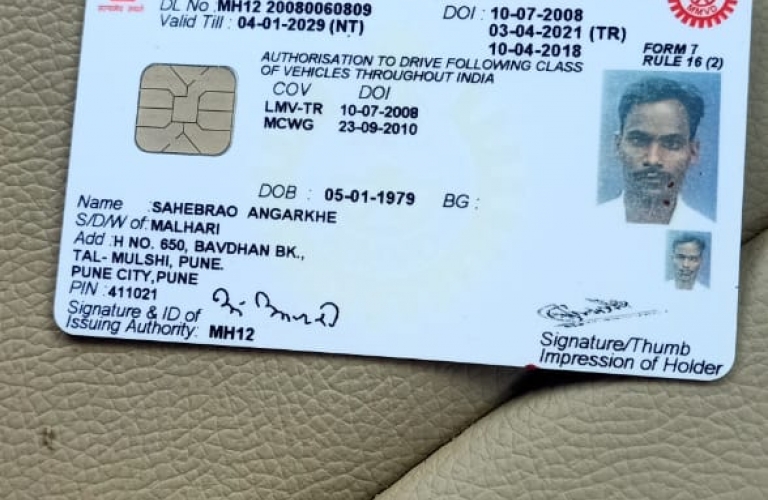 DL No :MH12 20080060809 DOI : 10-07-2008
Valid Till : 04-01-2029 (NT) 03-04-2021 (TR)
10-04-2018
FORM 7
RULE 16 (2)
AUTHORISATION TO DRIVE FOLLOWING CLASS
OF VEHICLES THROUGHOUT INDIA
COV DOI
LMV-TR 10-07-2008
MCWG 23-09-2010
DOB : 05-01-1979 BG :
Name :SAHEBRAO ANGARKHE
S/D/W of:MALHARI
Add :H NO. 650, BAVDHAN BK.,
TAL- MULSHI, PUNE.
PUNE CITY,PUNE
PIN :411021
Signature & ID of
Issuing Authority: MH12
Signature/Thumb
Impression of Holder